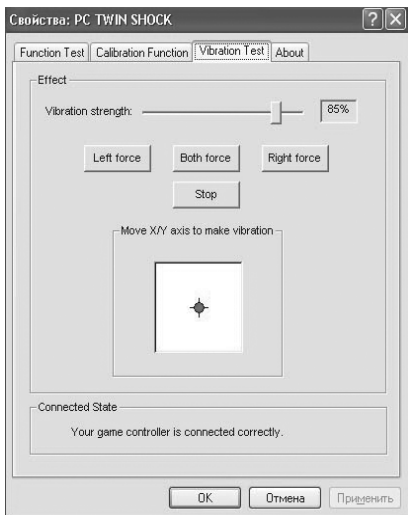 Свойства: PC TWIN SHOCK
Function Test Calibration Function Vibration Test About
Effect
Vibration strength: 85%
Left force Both force Right force
Stop
Move X/Y axis to make vibration
Connected State
Your game controller is connected correctly.
OK Отмена Применить